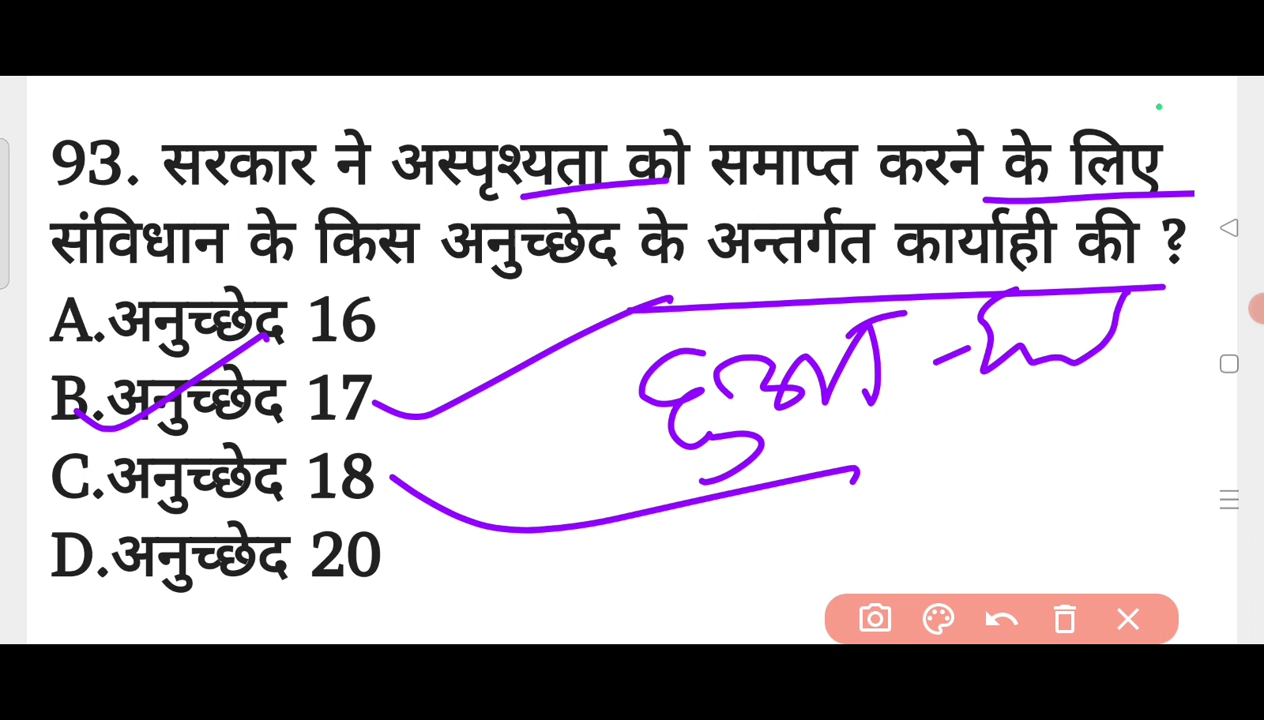 93. सरकार ने अस्पृश्यता को समाप्त करने के लिए
संविधान के किस अनुच्छेद के अन्तर्गत कार्याही की ?
A.अनुच्छेद 16
B.अनुच्छेद 17
C.अनुच्छेद 18
D.अनुच्छेद 20